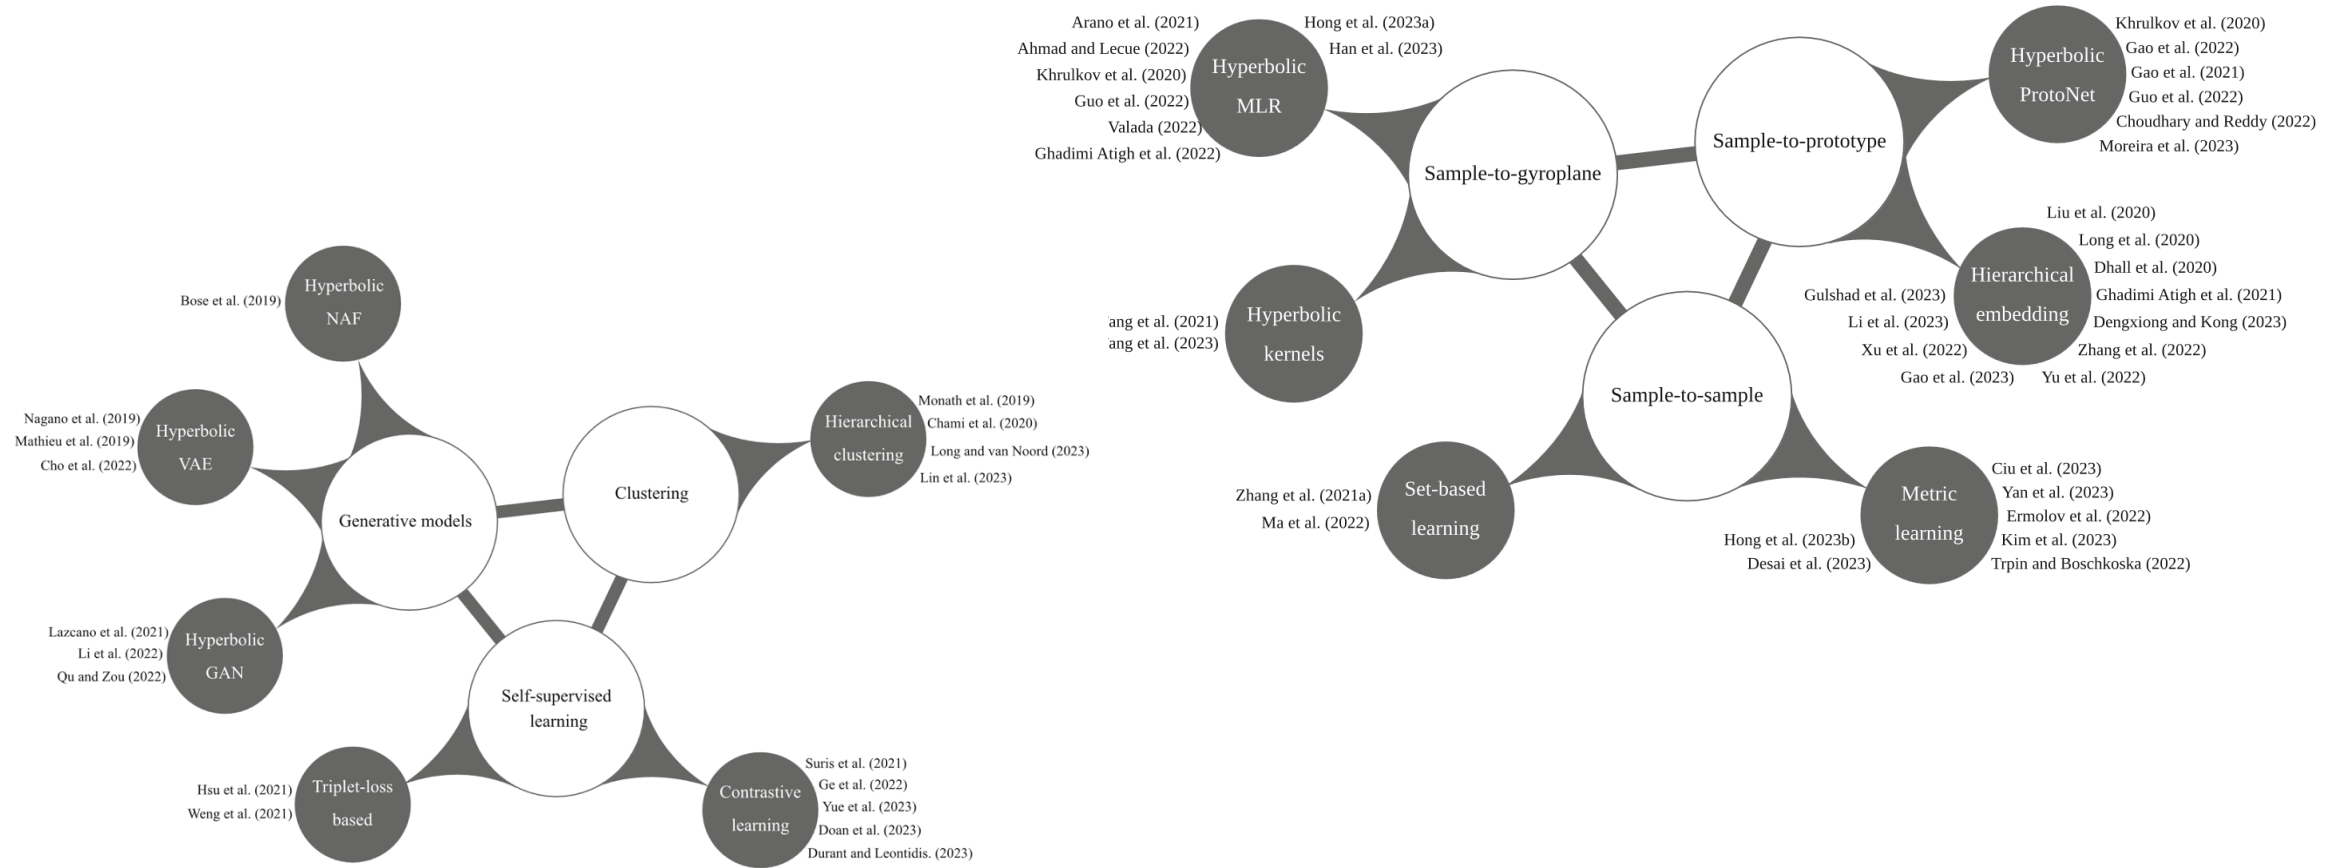 Bose et al. (2019)
Hyperbolic
NAF
Nagano et al. (2019)
Mathieu et al. (2019)
Cho et al. (2022)
Hyperbolic
VAE
Generative models
Lazcano et al. (2021)
Li et al. (2022)
Qu and Zou (2022)
Hyperbolic
GAN
Clustering
Hierarchical
clustering
Monath et al. (2019)
Chami et al. (2020)
Long and van Noord (2023)
Lin et al. (2023)
Self-supervised
learning
Hsu et al. (2021)
Weng et al. (2021)
Triplet-loss
based
Contrastive
learning
Suris et al. (2021)
Ge et al. (2022)
Yue et al. (2023)
Doan et al. (2023)
Durant and Leontidis. (2023)
Arano et al. (2021)
Ahmad and Lecue (2022)
Khrulkov et al. (2020)
Guo et al. (2022)
Valada (2022)
Ghadimi Atigh et al. (2022)
Hong et al. (2023a)
Han et al. (2023)
Hyperbolic
MLR
Sample-to-gyroplane
ang et al. (2021)
ang et al. (2023)
Hyperbolic
kernels
Sample-to-prototype
Hyperbolic
ProtoNet
Khrulkov et al. (2020)
Gao et al. (2022)
Gao et al. (2021)
Guo et al. (2022)
Choudhary and Reddy (2022)
Moreira et al. (2023)
Hierarchical
embedding
Liu et al. (2020)
Long et al. (2020)
Dhall et al. (2020)
Ghadimi Atigh et al. (2021)
Dengxiong and Kong (2023)
Zhang et al. (2022)
Yu et al. (2022)
Gulshad et al. (2023)
Li et al. (2023)
Xu et al. (2022)
Gao et al. (2023)
Sample-to-sample
Zhang et al. (2021a)
Ma et al. (2022)
Set-based
learning
Metric
learning
Ciu et al. (2023)
Yan et al. (2023)
Ermolov et al. (2022)
Kim et al. (2023)
Trpin and Boschkoska (2022)
Hong et al. (2023b)
Desai et al. (2023)